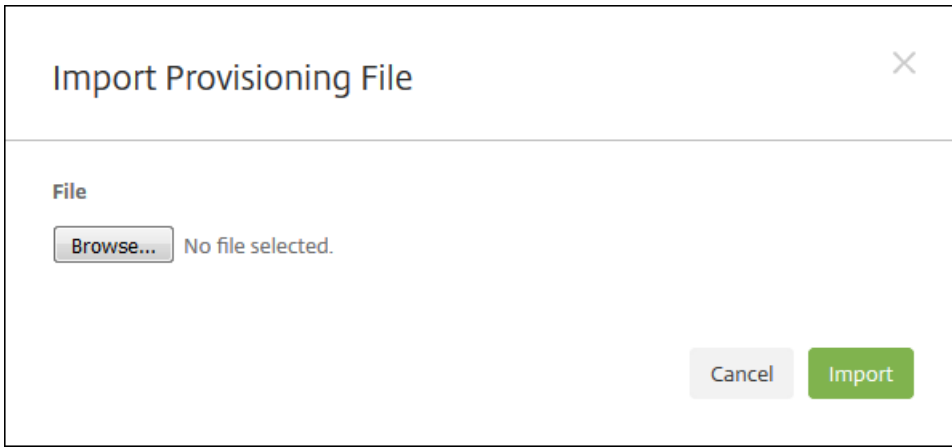 Import Provisioning File
File
Browse... No file selected.
Cancel Import